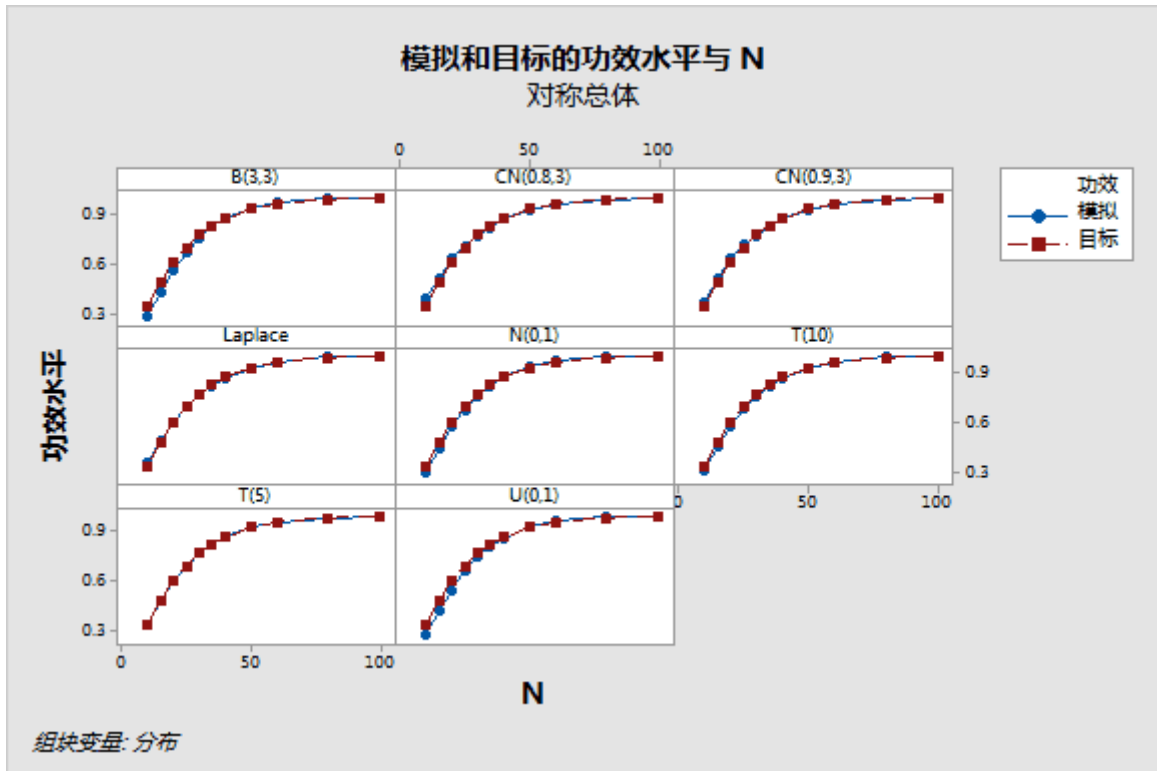 模拟和目标的功效水平与 N
对称总体
0 50 100
B(3,3) CN(0.8,3) CN(0.9,3)
功效
模拟
目标
0.9
0.6
0.3
Laplace N(0,1) T(10)
0.9
0.6
0.3
功效水平
T(5) U(0,1)
0 50 100
0.9
0.6
0.3
0 50 100
N
组块变量: 分布